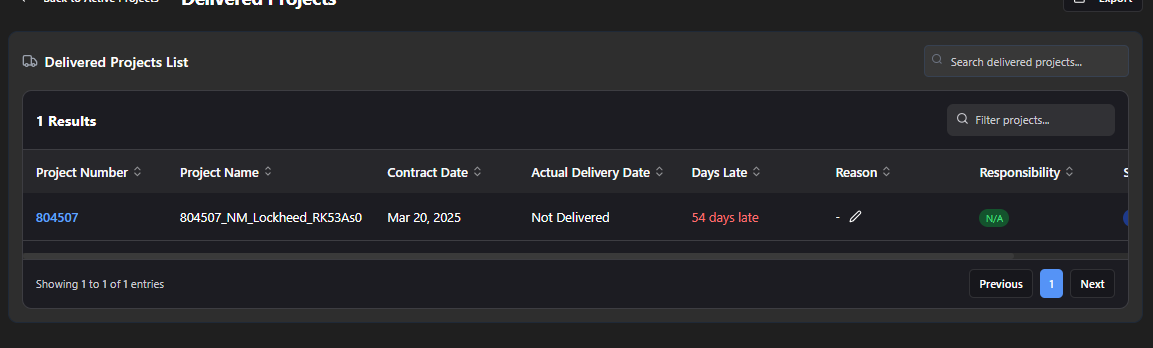 Back to Active Projects Delivered Projects Export
Delivered Projects List Search delivered projects...
1 Results Filter projects...
Project Number Project Name Contract Date Actual Delivery Date Days Late Reason Responsibility S
804507 804507_NM_Lockheed_RK53As0 Mar 20, 2025 Not Delivered 54 days late - N/A
Showing 1 to 1 of 1 entries Previous 1 Next